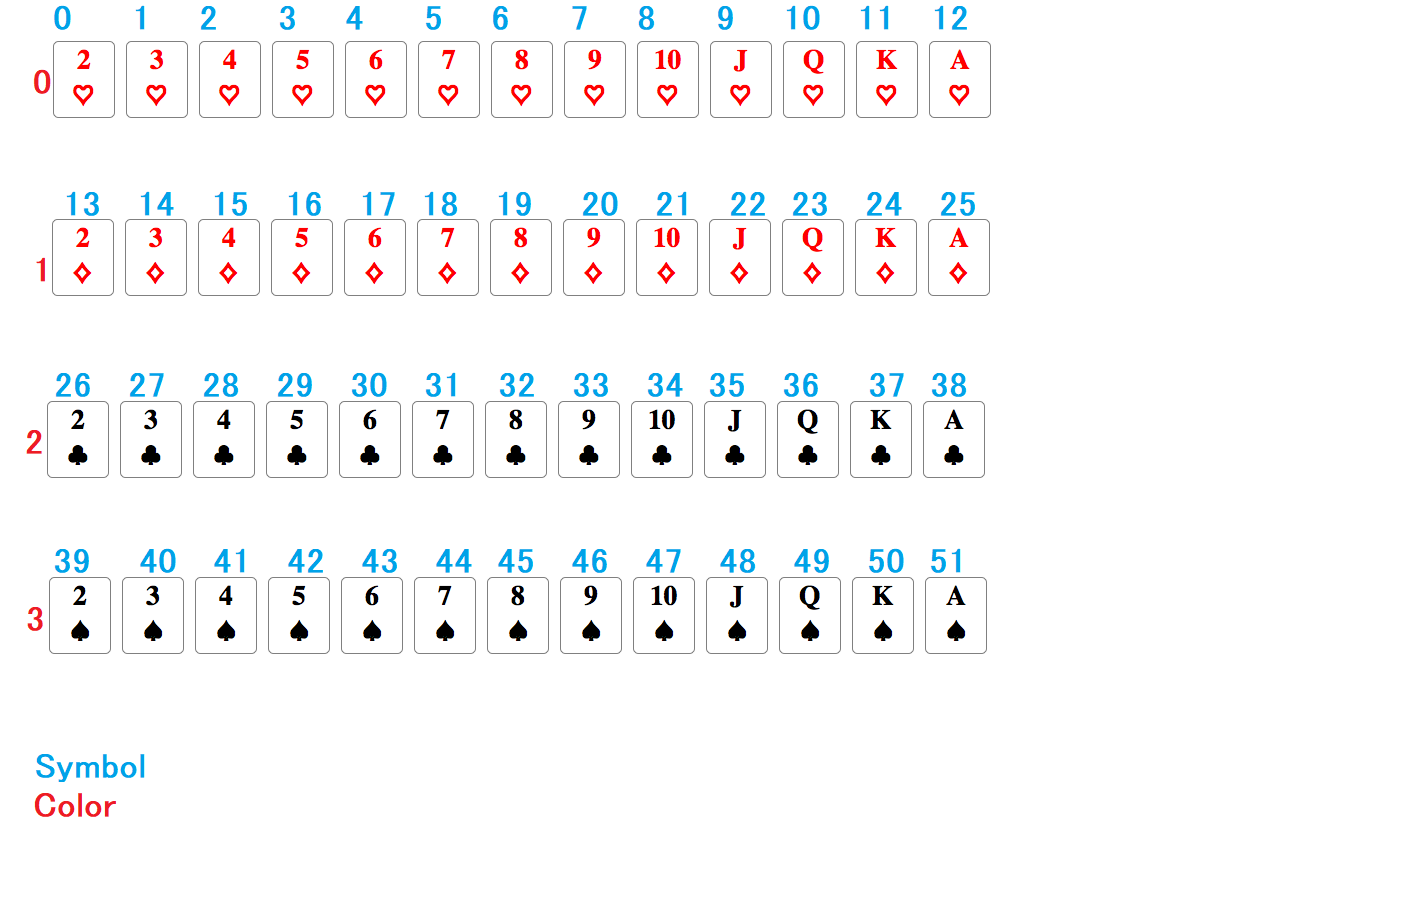 0 1 2 3 4 5 6 7 8 9 10 11 12
2 3 4 5 6 7 8 9 10 J Q K A
0 ♡ ♡ ♡ ♡ ♡ ♡ ♡ ♡ ♡ ♡ ♡ ♡ ♡
13 14 15 16 17 18 19 20 21 22 23 24 25
2 3 4 5 6 7 8 9 10 J Q K A
1 ♢ ♢ ♢ ♢ ♢ ♢ ♢ ♢ ♢ ♢ ♢ ♢ ♢
26 27 28 29 30 31 32 33 34 35 36 37 38
2 3 4 5 6 7 8 9 10 J Q K A
2 ♣ ♣ ♣ ♣ ♣ ♣ ♣ ♣ ♣ ♣ ♣ ♣ ♣
39 40 41 42 43 44 45 46 47 48 49 50 51
2 3 4 5 6 7 8 9 10 J Q K A
3 ♠ ♠ ♠ ♠ ♠ ♠ ♠ ♠ ♠ ♠ ♠ ♠ ♠
Symbol
Color